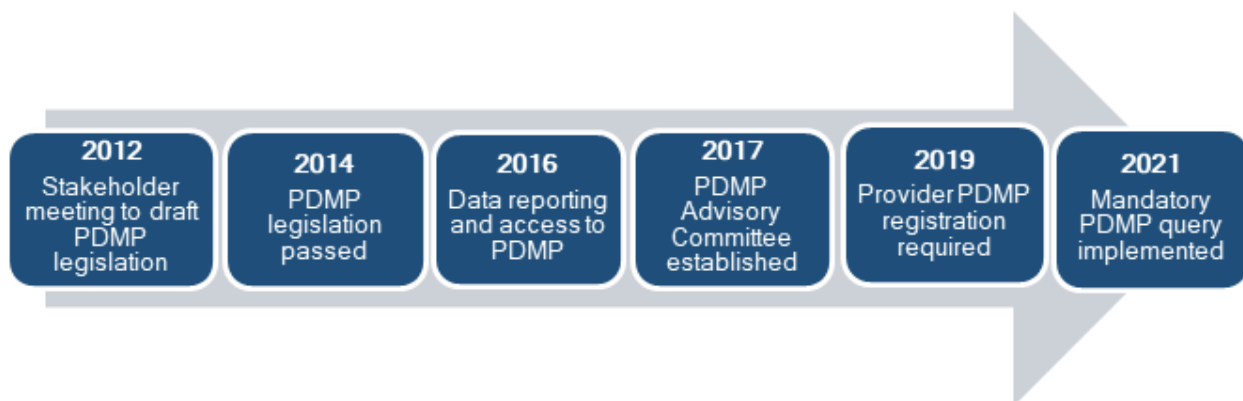 2012
Stakeholder
meeting to draft
PDMP
legislation
2014
PDMP
legislation
passed
2016
Data reporting
and access to
PDMP
2017
PDMP
Advisory
Committee
established
2019
Provider PDMP
registration
required
2021
Mandatory
PDMP query
implemented